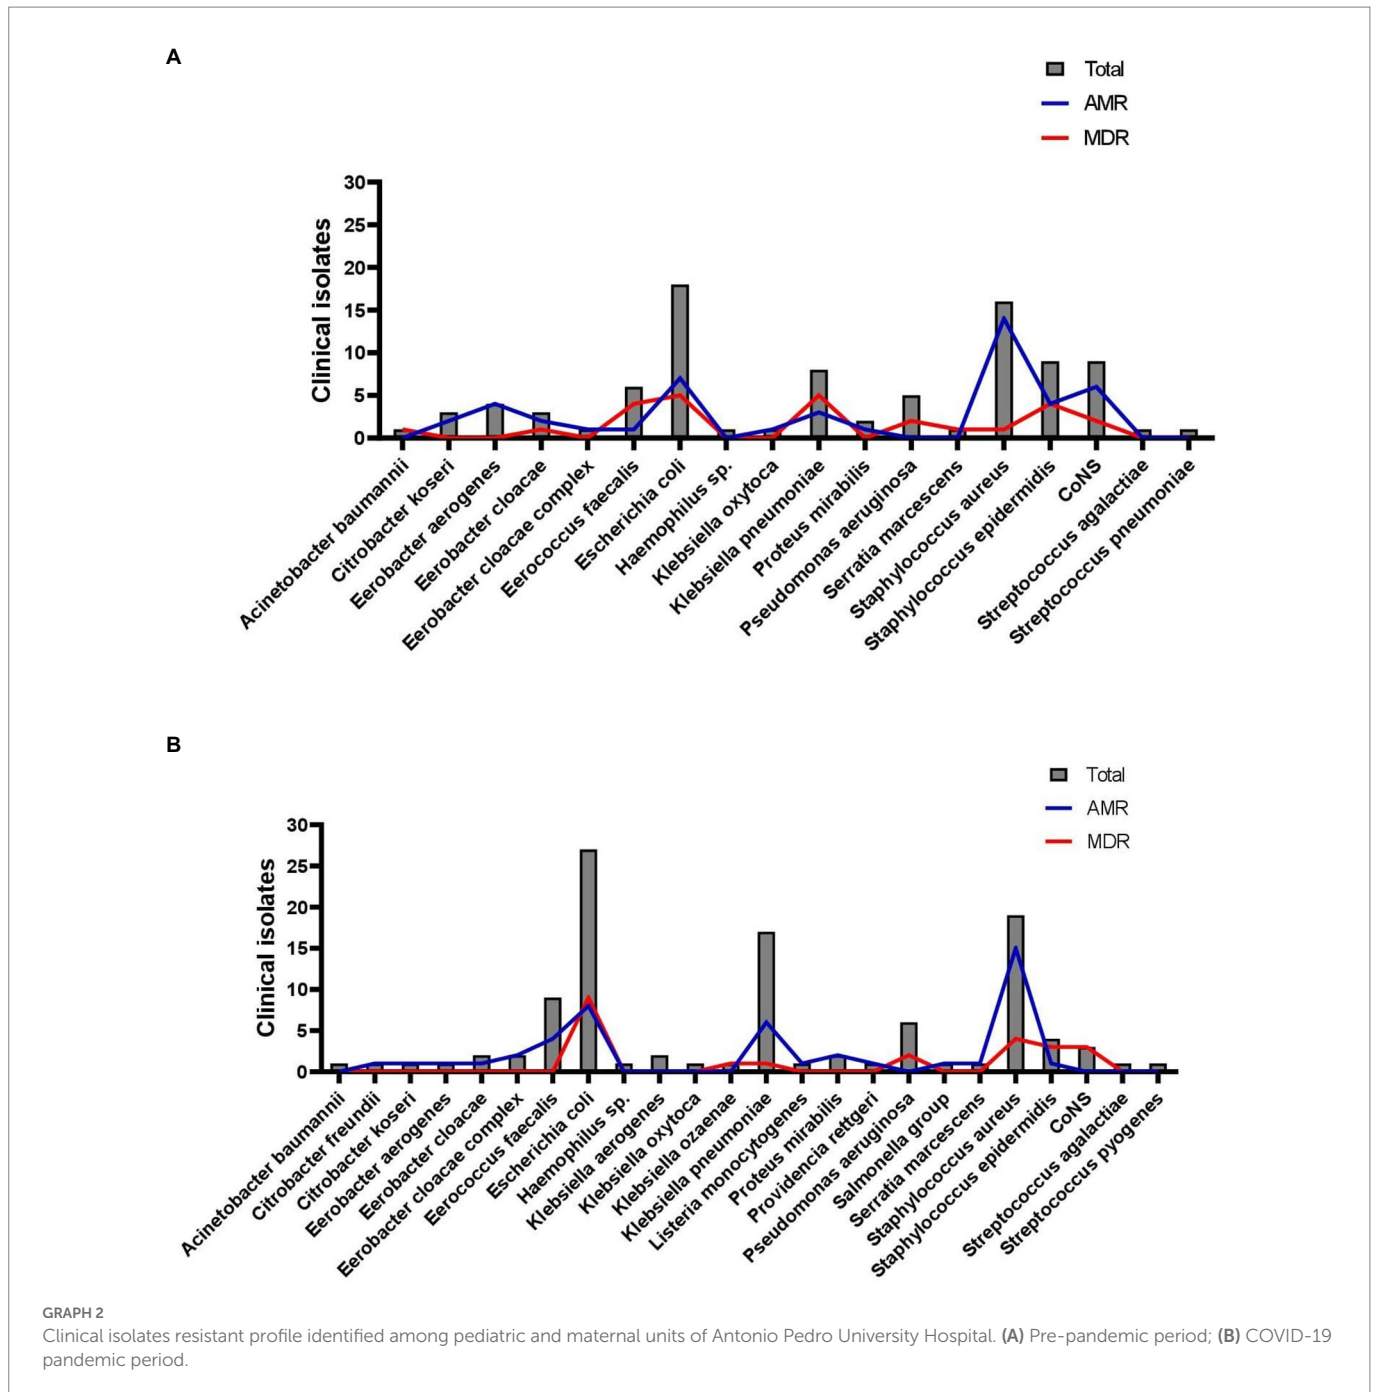 A
Total
AMR
MDR
30
25
20
15
10
5
0
Clinical isolates
Acinetobacter baumannii
Citrobacter koseri
Eerobacter aerogenes
Eerobacter cloacae
Eerobacter cloacae complex
Eerococcus faecalis
Escherichia coli
Haemophilus sp.
Klebsiella oxytoca
Klebsiella pneumoniae
Proteus mirabilis
Pseudomonas aeruginosa
Serratia marcescens
Staphylococcus aureus
Staphylococcus epidermidis
CoNS
Streptococcus agalactiae
Streptococcus pneumoniae
B
Total
AMR
MDR
30
25
20
15
10
5
0
Clinical isolates
Acinetobacter baumannii
Citrobacter freundii
Citrobacter koseri
Eerobacter aerogenes
Eerobacter cloacae
Eerobacter cloacae complex
Eerococcus faecalis
Escherichia coli
Haemophilus sp.
Klebsiella aerogenes
Klebsiella oxytoca
Klebsiella ozaenae
Klebsiella pneumoniae
Listeria monocytogenes
Proteus mirabilis
Providencia rettgeri
Pseudomonas aeruginosa
Salmonella group
Serratia marcescens
Staphylococcus aureus
Staphylococcus epidermidis
CoNS
Streptococcus agalactiae
Streptococcus pyogenes
GRAPH 2
Clinical isolates resistant profile identified among pediatric and maternal units of Antonio Pedro University Hospital. (A) Pre-pandemic period; (B) COVID-19
pandemic period.